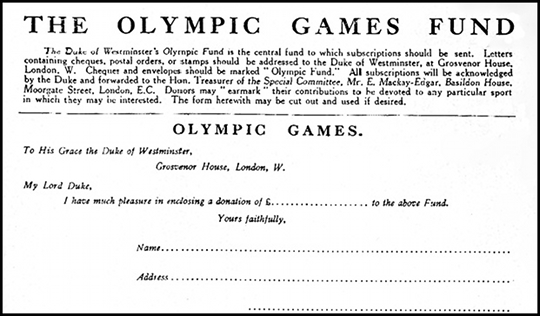 THE OLYMPIC GAMES FUND
The Duke of Westminster's Olympic Fund is the central fund to which subscriptions should be sent. Letters
containing cheques, postal orders, or stamps should be addressed to the Duke of Westminster, at Grosvenor House,
London, W. Cheques and envelopes should be marked "Olympic Fund." All subscriptions will be acknowledged
by the Duke and forwarded to the Hon. Treasurer of the Special Committee, Mr. E. Mackay-Edgar, Basildon House,
Moorgate Street, London, E.C. Donors may "earmark" their contributions to be devoted to any particular sport
in which they may be interested. The form herewith may be cut out and used if desired.
OLYMPIC GAMES.
To His Grace the Duke of Westminster,
Grosvenor House, London, W.
My Lord Duke,
I have much pleasure in enclosing a donation of £........................ to the above Fund.
Yours faithfully,
Name................................................................
Address................................................................
................................................